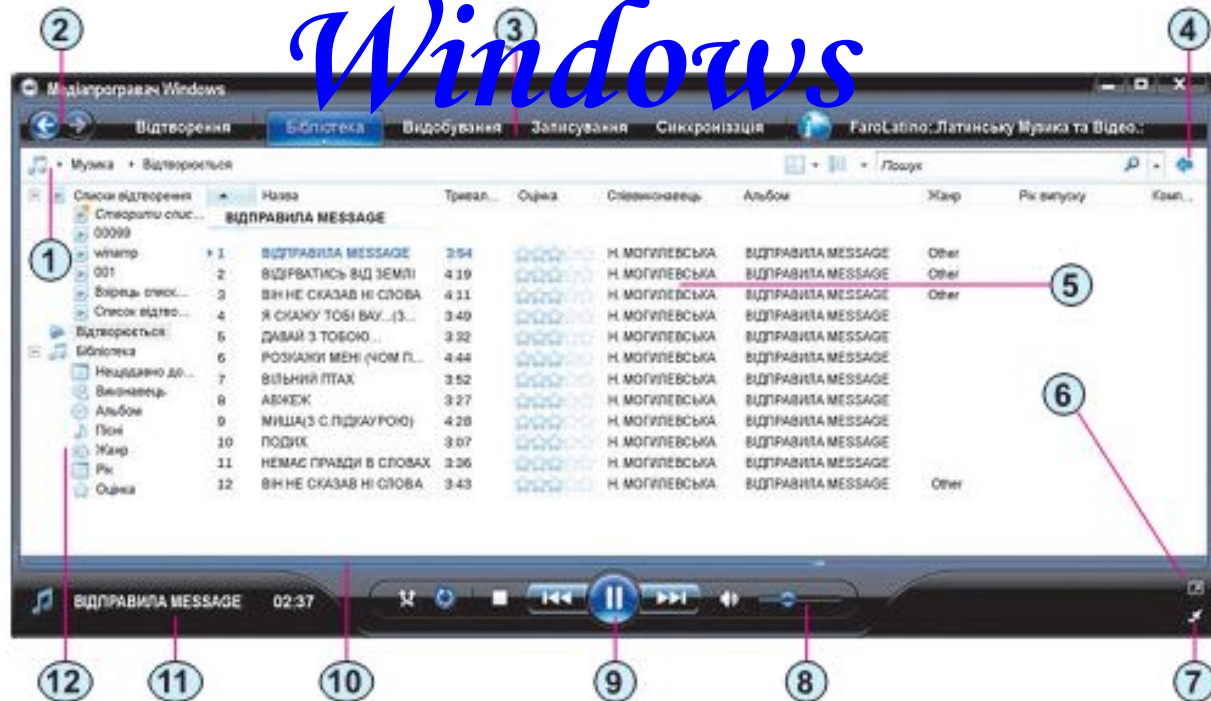 Windows
2 3 4
Медіапрогравач Windows
Відтворення Бібліотека Видобування Записування Синхронізація FaroLatino:.Латинську Музика та Відео.:
Музика Відтворюється Пошук
Списки відтворення Назва Тривал... Оцінка Співвиконавець Альбом Жанр Рік випуску Комп...
Створити спис... ВІДПРАВИЛА MESSAGE
00099
1
winamp 1 ВІДПРАВИЛА MESSAGE 3:54 Н. МОГИЛЕВСЬКА ВІДПРАВИЛА MESSAGE Other
001 2 ВІДІРВАТИСЬ ВІД ЗЕМЛІ 4:19 Н. МОГИЛЕВСЬКА ВІДПРАВИЛА MESSAGE Other
5
Взірець списк... 3 ВІН НЕ СКАЗАВ НІ СЛОВА 4:11 Н. МОГИЛЕВСЬКА ВІДПРАВИЛА MESSAGE Other
Список відтво... 4 Я СКАЖУ ТОБІ ВАУ...(З... 3:49 Н. МОГИЛЕВСЬКА ВІДПРАВИЛА MESSAGE
Відтворюється 5 ДАВАЙ З ТОБОЮ... 3:32 Н. МОГИЛЕВСЬКА ВІДПРАВИЛА MESSAGE
Бібліотека 6 РОЗКАЖИ МЕНІ (ЧОМ П... 4:44 Н. МОГИЛЕВСЬКА ВІДПРАВИЛА MESSAGE
Нещодавно до... 7 ВІЛЬНИЙ ПТАХ 3:52 Н. МОГИЛЕВСЬКА ВІДПРАВИЛА MESSAGE
6
Виконавець 8 АВЖЕЖ 3:27 Н. МОГИЛЕВСЬКА ВІДПРАВИЛА MESSAGE
Альбом 9 МИША(З С.ПІДКАУРОЮ) 4:28 Н. МОГИЛЕВСЬКА ВІДПРАВИЛА MESSAGE
Пісні 10 ПОДИХ 3:07 Н. МОГИЛЕВСЬКА ВІДПРАВИЛА MESSAGE
Жанр 11 НЕМАЄ ПРАВДИ В СЛОВАХ 3:36 Н. МОГИЛЕВСЬКА ВІДПРАВИЛА MESSAGE
Рік 12 ВІН НЕ СКАЗАВ НІ СЛОВА 3:43 Н. МОГИЛЕВСЬКА ВІДПРАВИЛА MESSAGE Other
Оцінка
ВІДПРАВИЛА MESSAGE 02:37
12 11 10 9 8 7